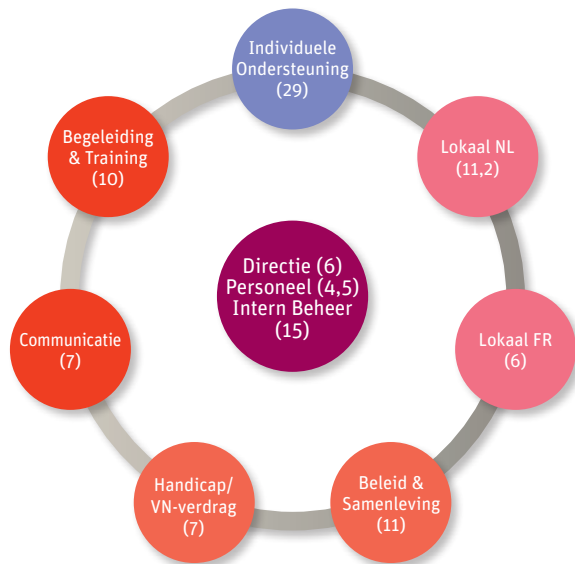 Individuele
Ondersteuning
(29)
Begeleiding
& Training
(10)
Lokaal NL
(11,2)
Directie (6)
Personeel (4,5)
Intern Beheer
(15)
Communicatie
(7)
Lokaal FR
(6)
Handicap/
VN-verdrag
(7)
Beleid &
Samenleving
(11)